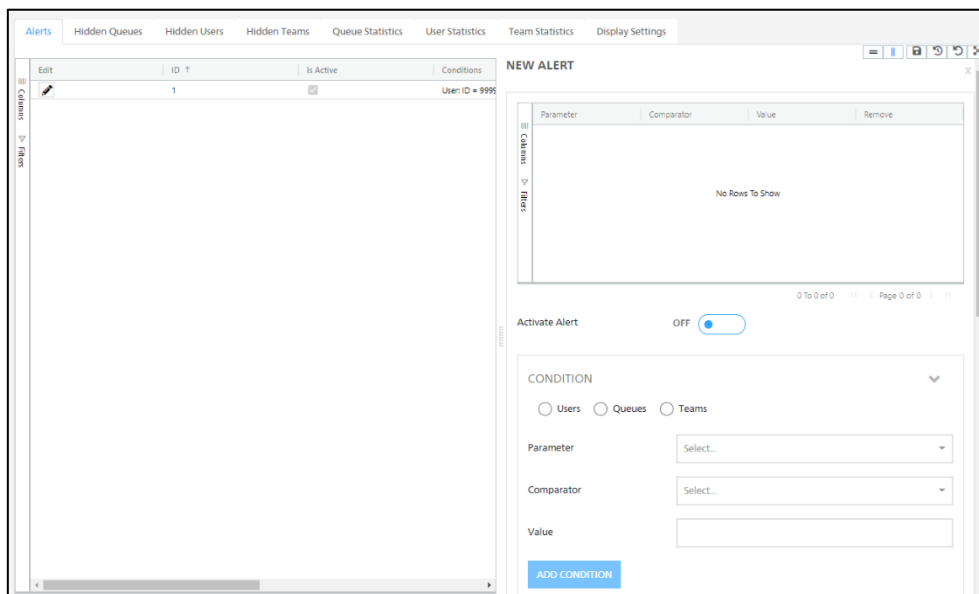 Alerts Hidden Queues Hidden Users Hidden Teams Queue Statistics User Statistics Team Statistics Display Settings
Edit ID Is Active Conditions
1 User: ID = 9999
Columns
Filters
NEW ALERT
X
Parameter Comparator Value Remove
Columns
Filters
No Rows To Show
0 To 0 of 0 Page 0 of 0
Activate Alert OFF
CONDITION
Users Queues Teams
Parameter Select...
Comparator Select...
Value
ADD CONDITION